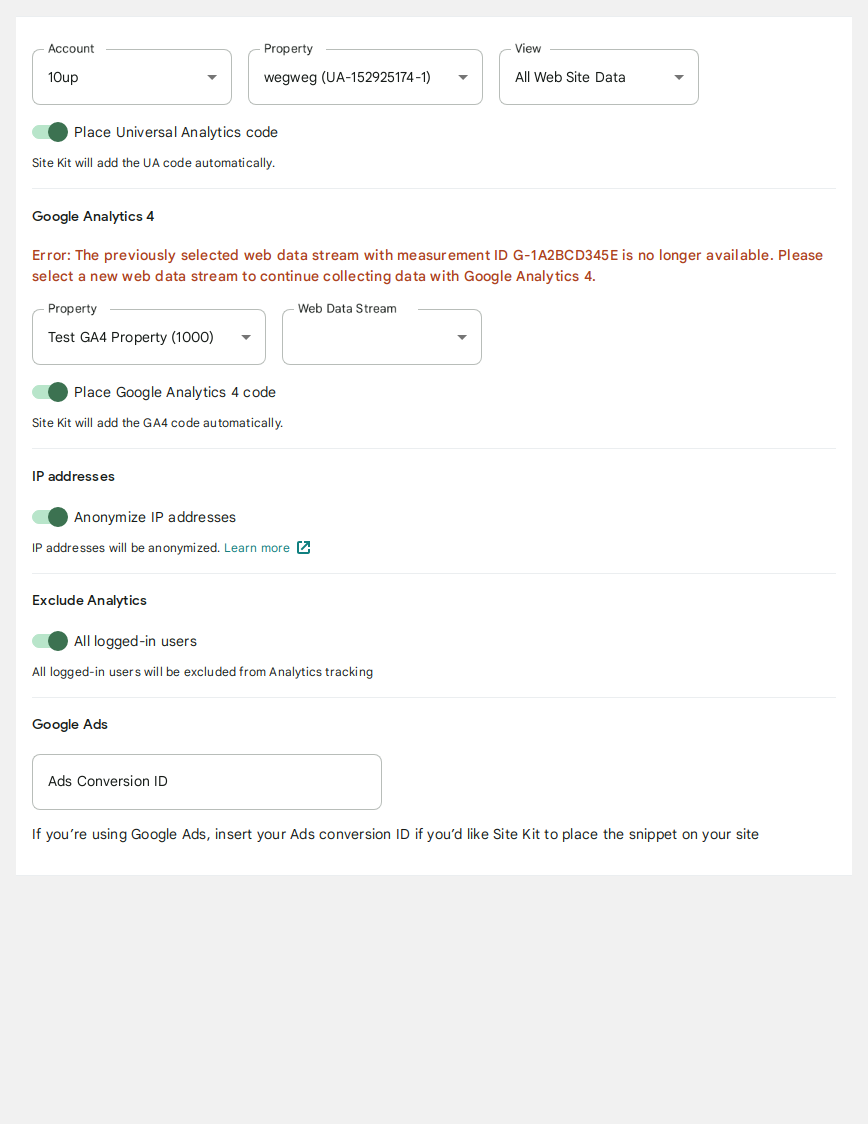 Account
Property
View
10up
wegweg (UA-152925174-1)
All Web Site Data
Place Universal Analytics code
Site Kit will add the UA code automatically.
Google Analytics 4
Error: The previously selected web data stream with measurement ID G-1A2BCD345E is no longer available. Please
select a new web data stream to continue collecting data with Google Analytics 4.
Property
Web Data Stream
Test GA4 Property (1000)
Place Google Analytics 4 code
Site Kit will add the GA4 code automatically.
IP addresses
Anonymize IP addresses
IP addresses will be anonymized. Learn more
Exclude Analytics
All logged-in users
All logged-in users will be excluded from Analytics tracking
Google Ads
Ads Conversion ID
If you’re using Google Ads, insert your Ads conversion ID if you’d like Site Kit to place the snippet on your site